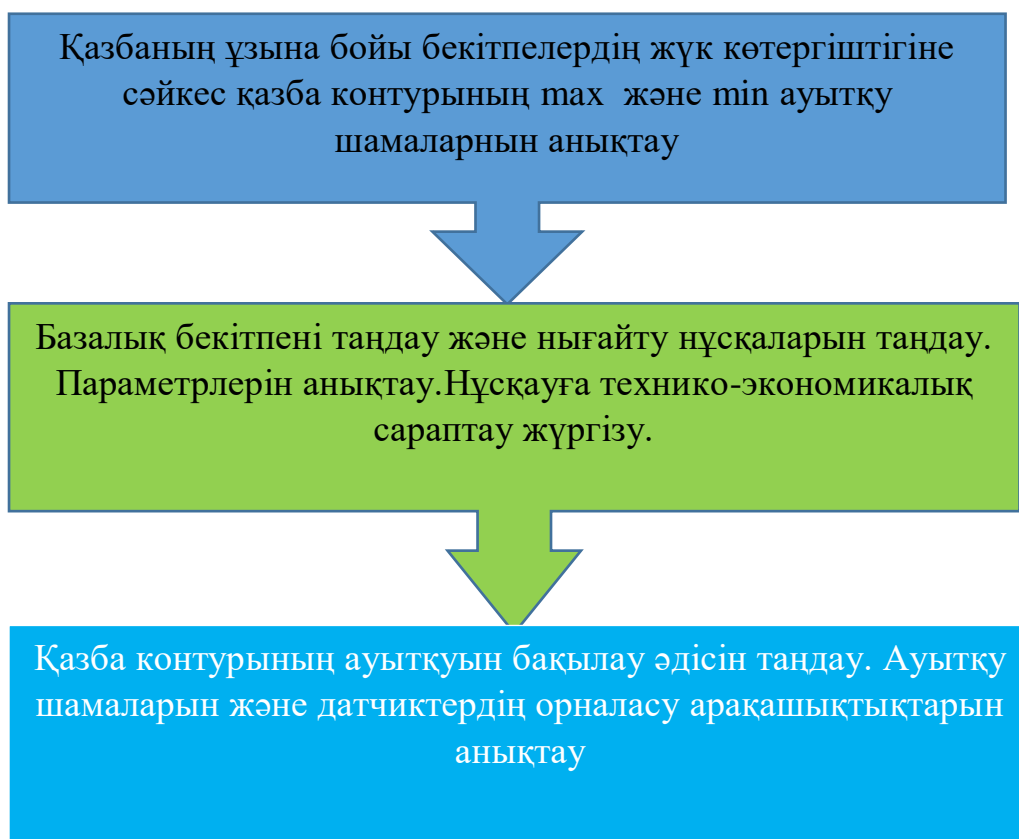 Қазбаның ұзына бойы бекітпелердің жүк көтергіштігіне
сәйкес қазба контурының max және min ауытқу
шамаларнын анықтау
Базалық бекітпені таңдау және нығайту нұсқаларын таңдау.
Параметрлерін анықтау.Нұсқауға технико-экономикалық
сараптау жүргізу.
Қазба контурының ауытқуын бақылау әдісін таңдау. Ауытқу
шамаларын және датчиктердің орналасу арақашықтықтарын
анықтау